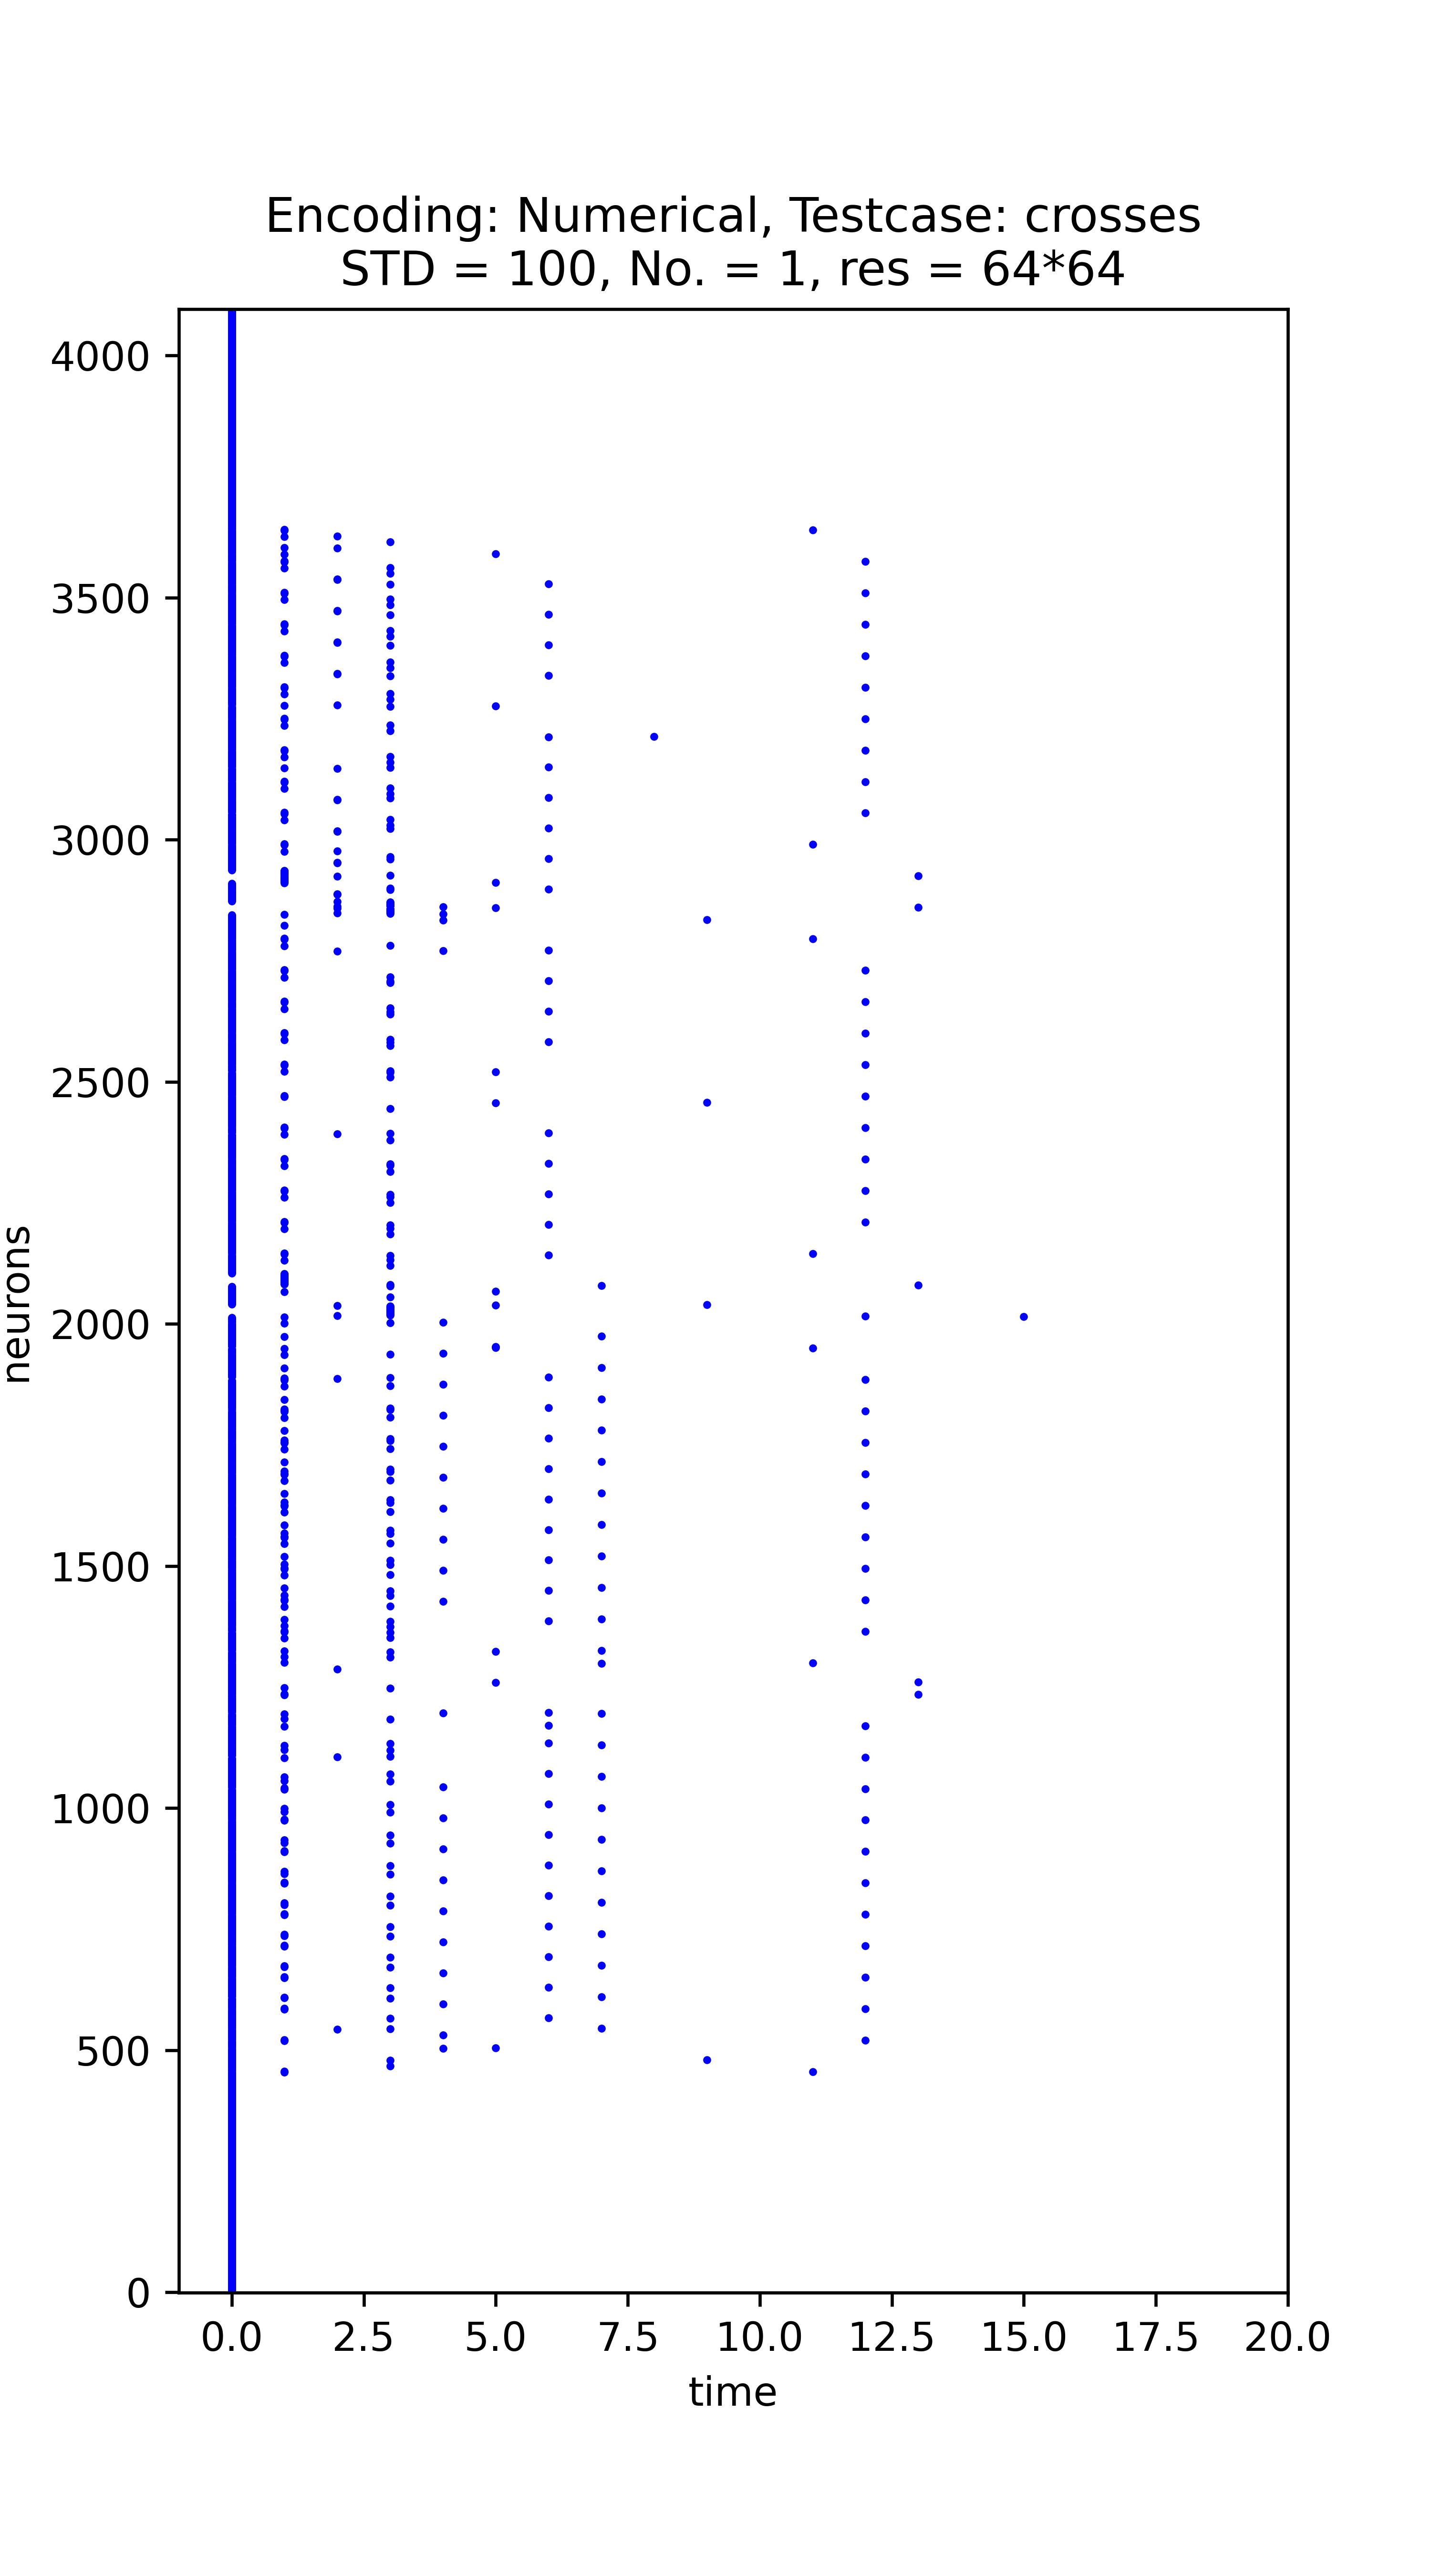 Encoding: Numerical, Testcase: crosses
STD = 100, No. = 1, res = 64*64
4000
3500
3000
2500
2000
1500
1000
500
0
neurons
0.0 2.5 5.0 7.5 10.0 12.5 15.0 17.5 20.0
time